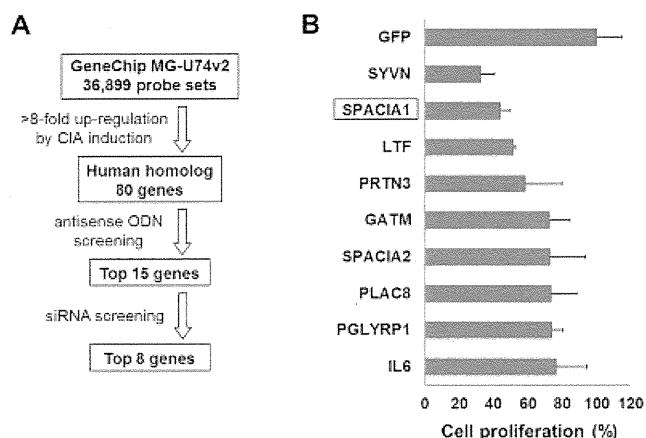 A
GeneChip MG-U74v2
36,899 probe sets
>8-fold up-regulation
by CIA induction
Human homolog
80 genes
antisense ODN
screening
Top 15 genes
siRNA screening
Top 8 genes
B
GFP
SYVN
SPACIA1
LTF
PRTN3
GATM
SPACIA2
PLAC8
PGLYRP1
IL6
0 20 40 60 80 100 120
Cell proliferation (%)